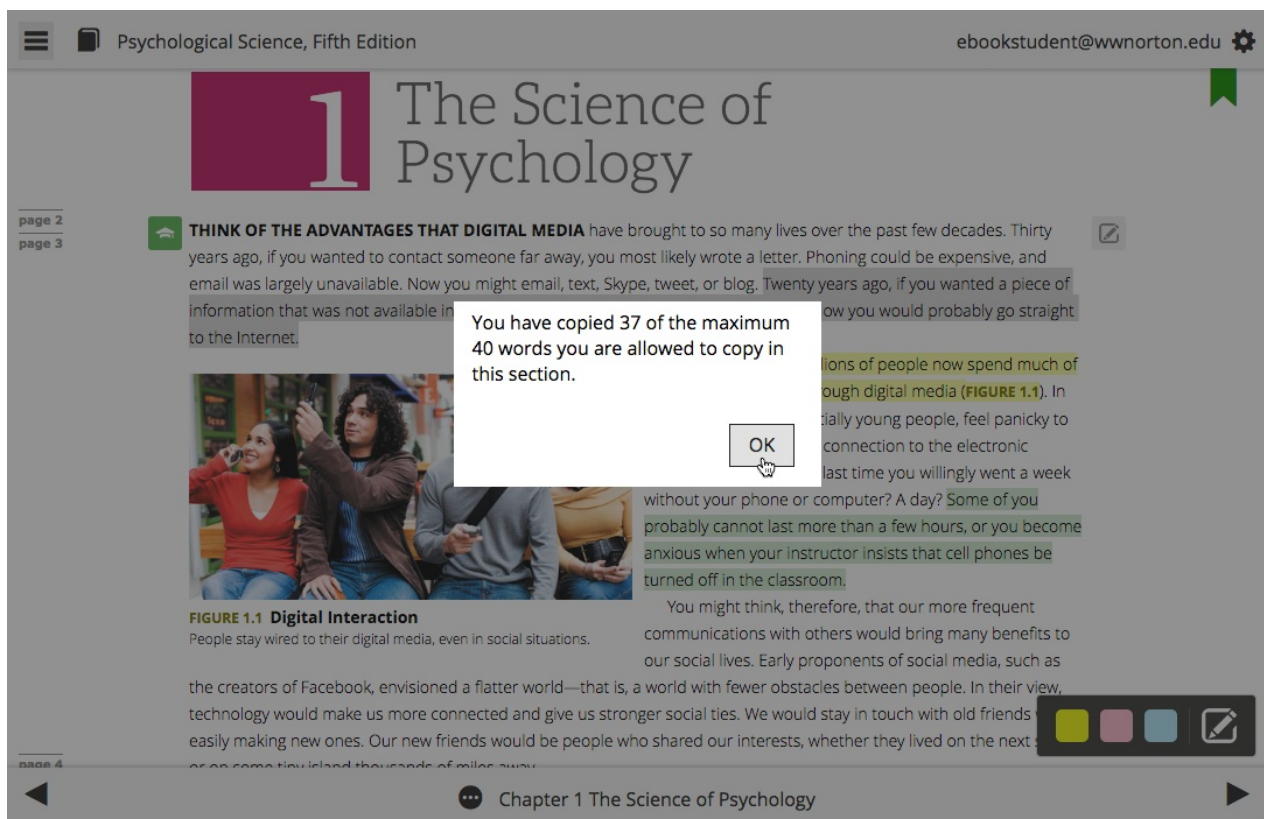 Psychological Science, Fifth Edition
ebookstudent@wwnorton.edu
1
The Science of
Psychology
page 2
page 3
THINK OF THE ADVANTAGES THAT DIGITAL MEDIA have brought to so many lives over the past few decades. Thirty
years ago, if you wanted to contact someone far away, you most likely wrote a letter. Phoning could be expensive, and
email was largely unavailable. Now you might email, text, Skype, tweet, or blog. Twenty years ago, if you wanted a piece of
information that was not available in
ow you would probably go straight
to the Internet.
You have copied 37 of the maximum
40 words you are allowed to copy in
this section.
OK
lions of people now spend much of
rough digital media (FIGURE 1.1). In
cially young people, feel panicky to
connection to the electronic
last time you willingly went a week
without your phone or computer? A day? Some of you
probably cannot last more than a few hours, or you become
anxious when your instructor insists that cell phones be
turned off in the classroom.
FIGURE 1.1 Digital Interaction
People stay wired to their digital media, even in social situations.
You might think, therefore, that our more frequent
communications with others would bring many benefits to
our social lives. Early proponents of social media, such as
the creators of Facebook, envisioned a flatter world—that is, a world with fewer obstacles between people. In their view,
technology would make us more connected and give us stronger social ties. We would stay in touch with old friends
easily making new ones. Our new friends would be people who shared our interests, whether they lived on the next
page 4
or on some tiny island thousands of miles away.
Chapter 1 The Science of Psychology